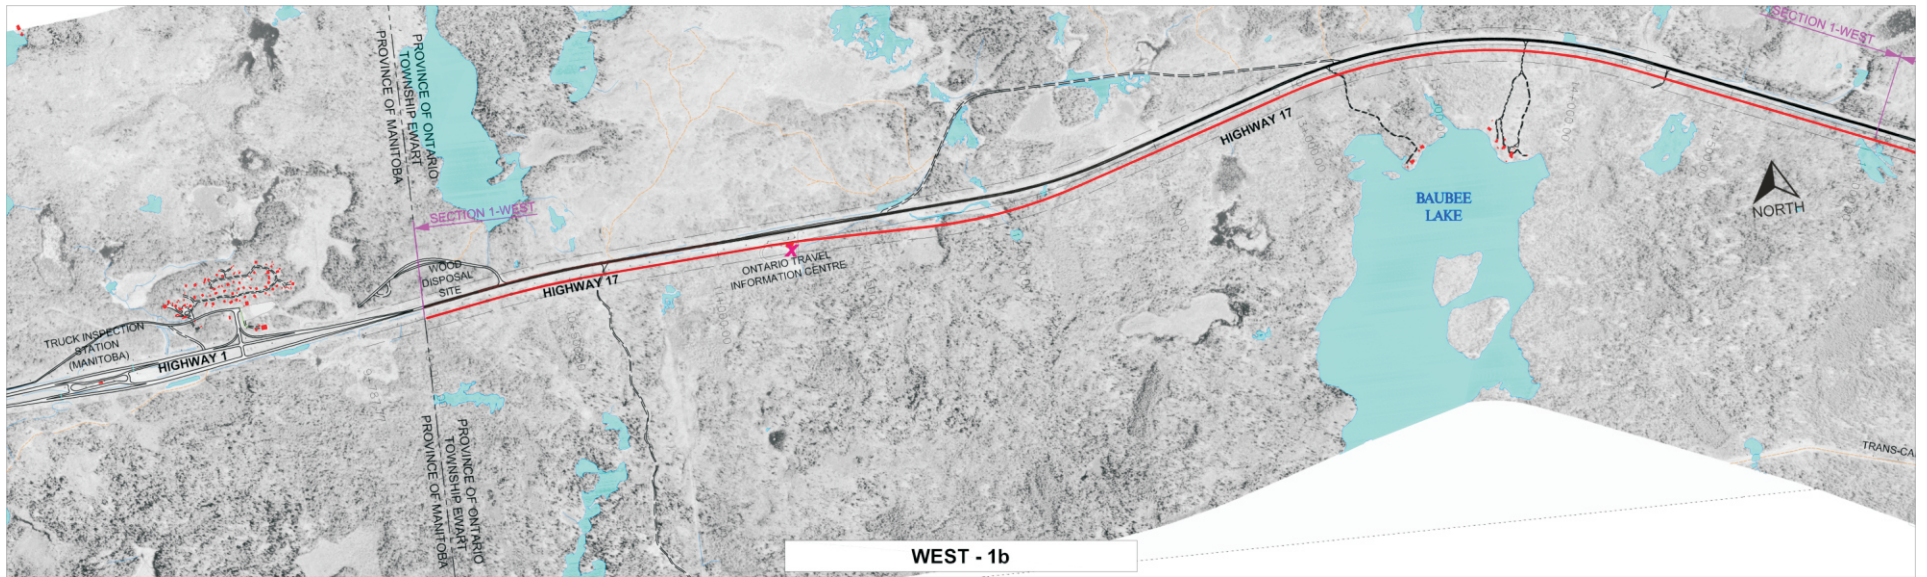 SECTION 1-WEST
PROVINCE OF ONTARIO
TOWNSHIP EWART
PROVINCE OF MANITOBA
SECTION 1-WEST
HIGHWAY 17
BAUBEE
LAKE
NORTH
WOOD
DISPOSAL
SITE
HIGHWAY 17
ONTARIO TRAVEL
INFORMATION CENTRE
TRUCK INSPECTION
STATION
(MANITOBA)
HIGHWAY 1
PROVINCE OF ONTARIO
TOWNSHIP EWART
PROVINCE OF MANITOBA
TRANS-CA
WEST - 1b